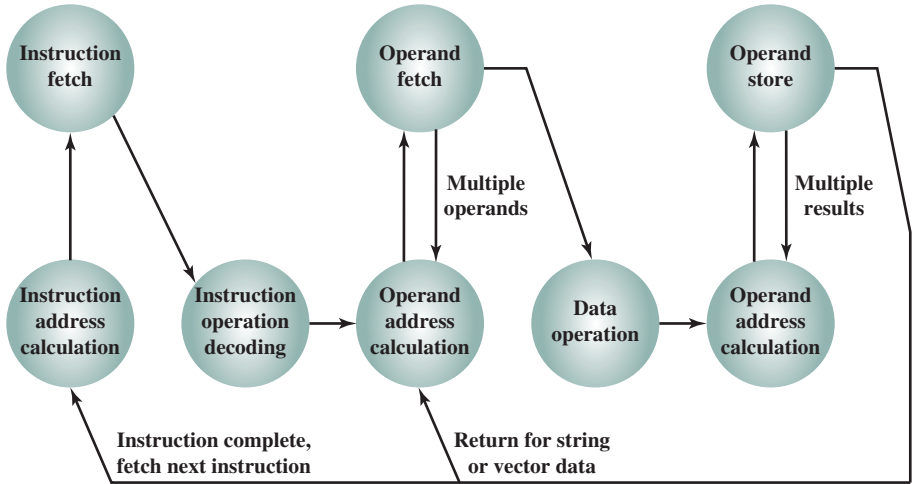 Instruction
fetch
Operand
fetch
Operand
store
Multiple
operands
Multiple
results
Instruction
address
calculation
Instruction
operation
decoding
Operand
address
calculation
Data
operation
Operand
address
calculation
Instruction complete,
fetch next instruction
Return for string
or vector data